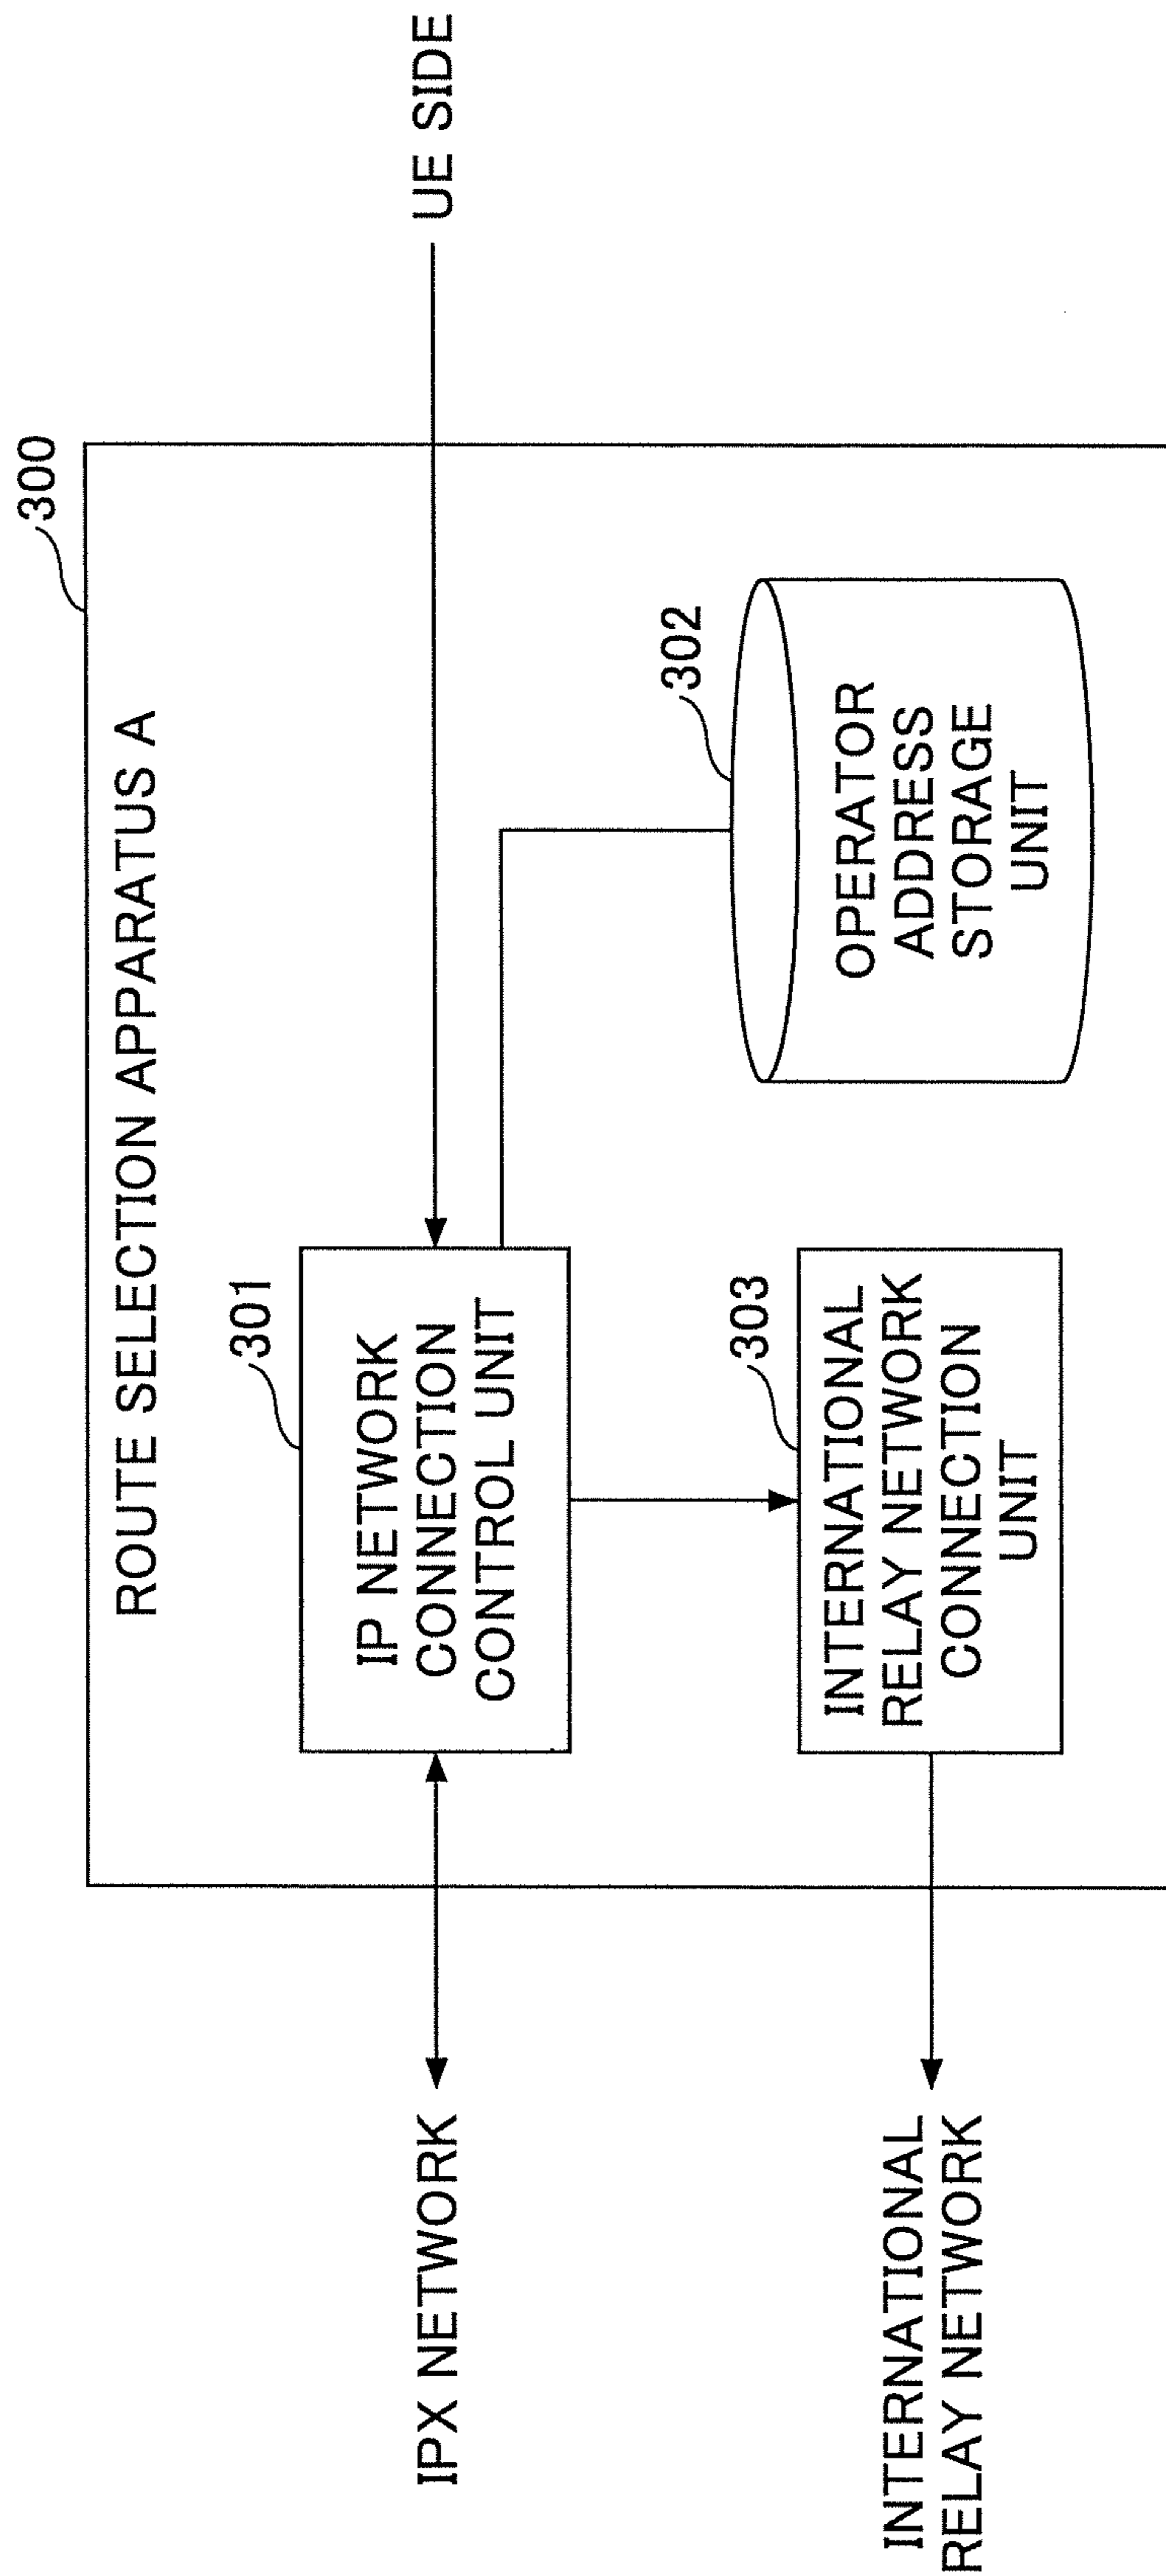 300
ROUTE SELECTION APPARATUS A
IPX NETWORK
301
IP NETWORK
CONNECTION
CONTROL UNIT
UE SIDE
302
OPERATOR
ADDRESS
STORAGE
UNIT
303
INTERNATIONAL
RELAY NETWORK
CONNECTION
UNIT
INTERNATIONAL
RELAY NETWORK